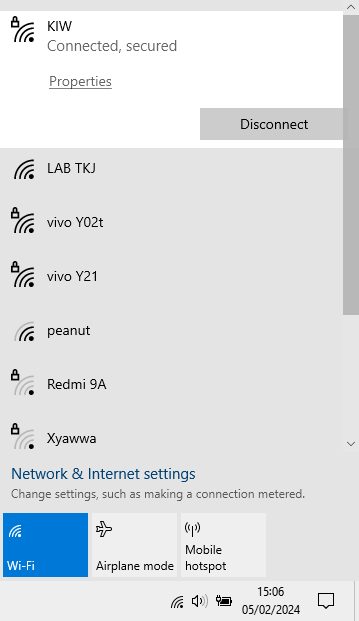 KIW
Connected, secured
Properties
Disconnect
LAB TKJ
vivo Y02t
vivo Y21
peanut
Redmi 9A
Xyawwa
Network & Internet settings
Change settings, such as making a connection metered.
Wi-Fi
Airplane mode
Mobile
hotspot
15:06
05/02/2024